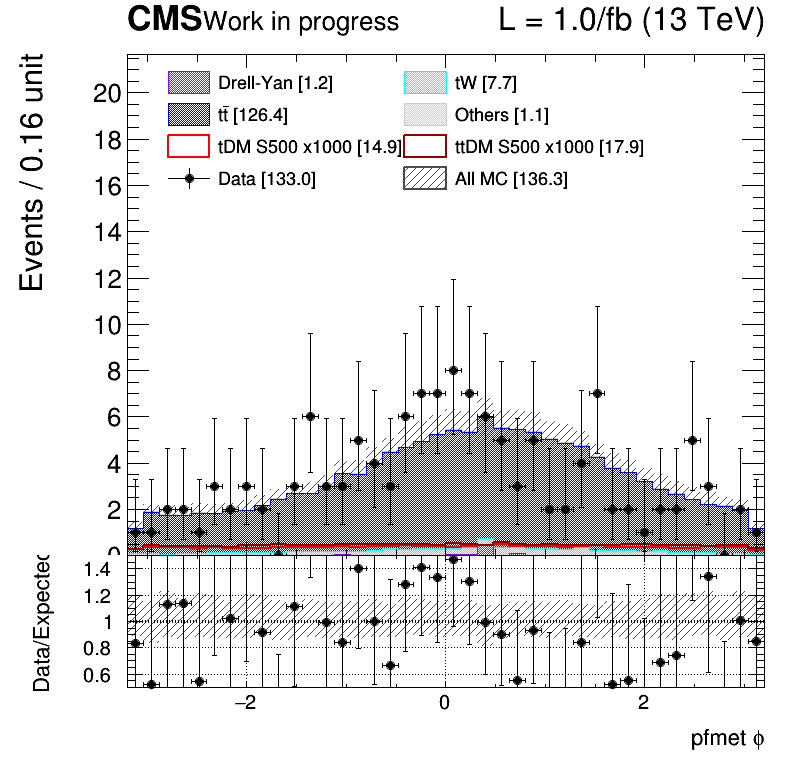 CMS Work in progress L = 1.0/fb (13 TeV)
Events / 0.16 unit
20
18
16
14
12
10
8
6
4
2
0
Drell-Yan [1.2]
tW [7.7]
tt̄ [126.4]
Others [1.1]
tDM S500 x1000 [14.9]
ttDM S500 x1000 [17.9]
Data [133.0]
All MC [136.3]
Data/Expected
1.4
1.2
1
0.8
0.6
−2 0 2
pfmet ϕ